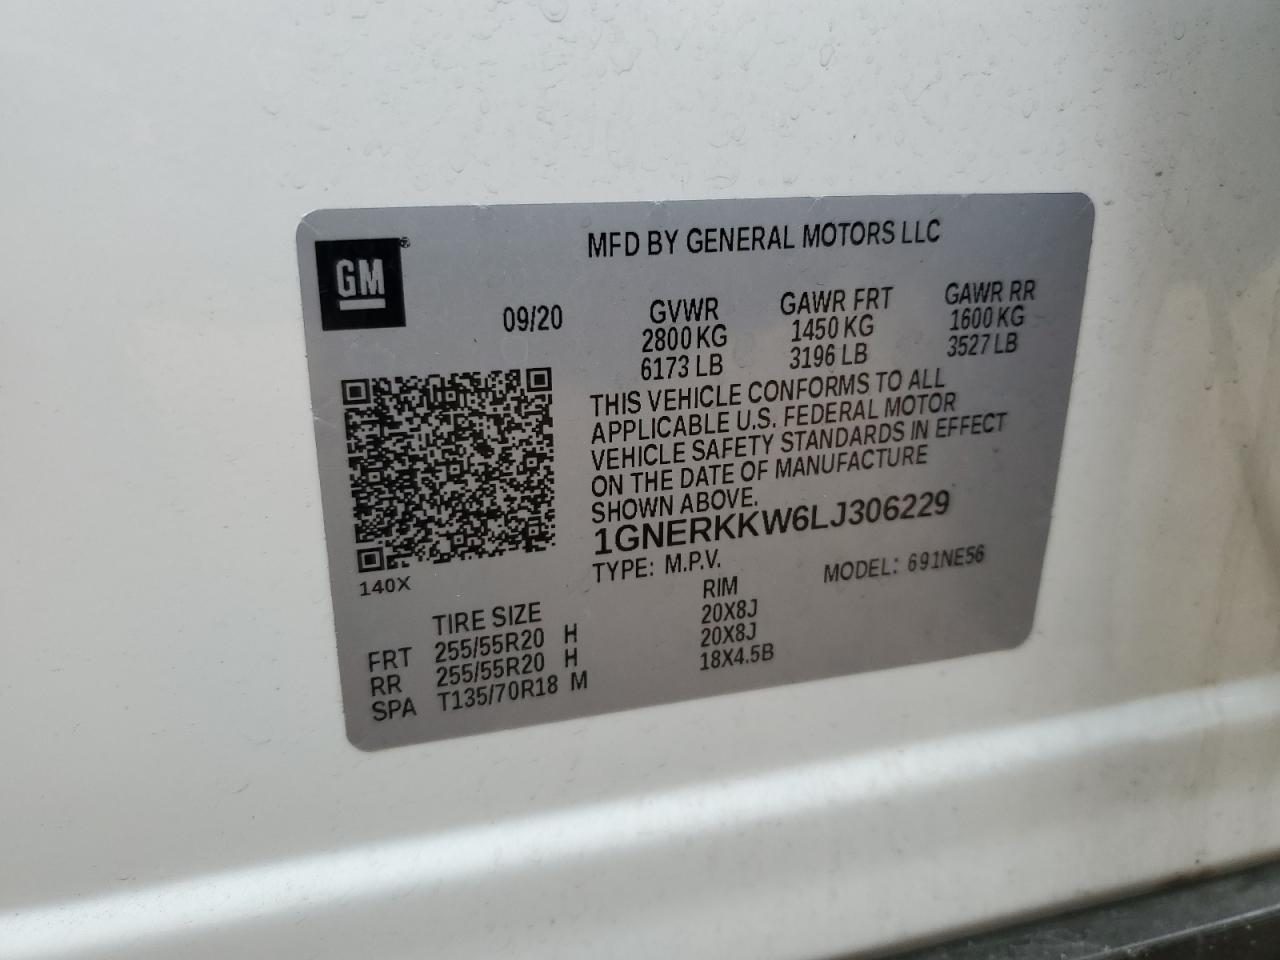 MFD BY GENERAL MOTORS LLC
GM®
09/20
GVWR GAWR FRT GAWR RR
2800 KG 1450 KG 1600 KG
6173 LB 3196 LB 3527 LB
THIS VEHICLE CONFORMS TO ALL
APPLICABLE U.S. FEDERAL MOTOR
VEHICLE SAFETY STANDARDS IN EFFECT
ON THE DATE OF MANUFACTURE
SHOWN ABOVE.
1GNERKKW6LJ306229
TYPE: M.P.V. MODEL: 691NE56
140X
TIRE SIZE RIM
FRT 255/55R20 H 20X8J
RR 255/55R20 H 20X8J
SPA T135/70R18 M 18X4.5B